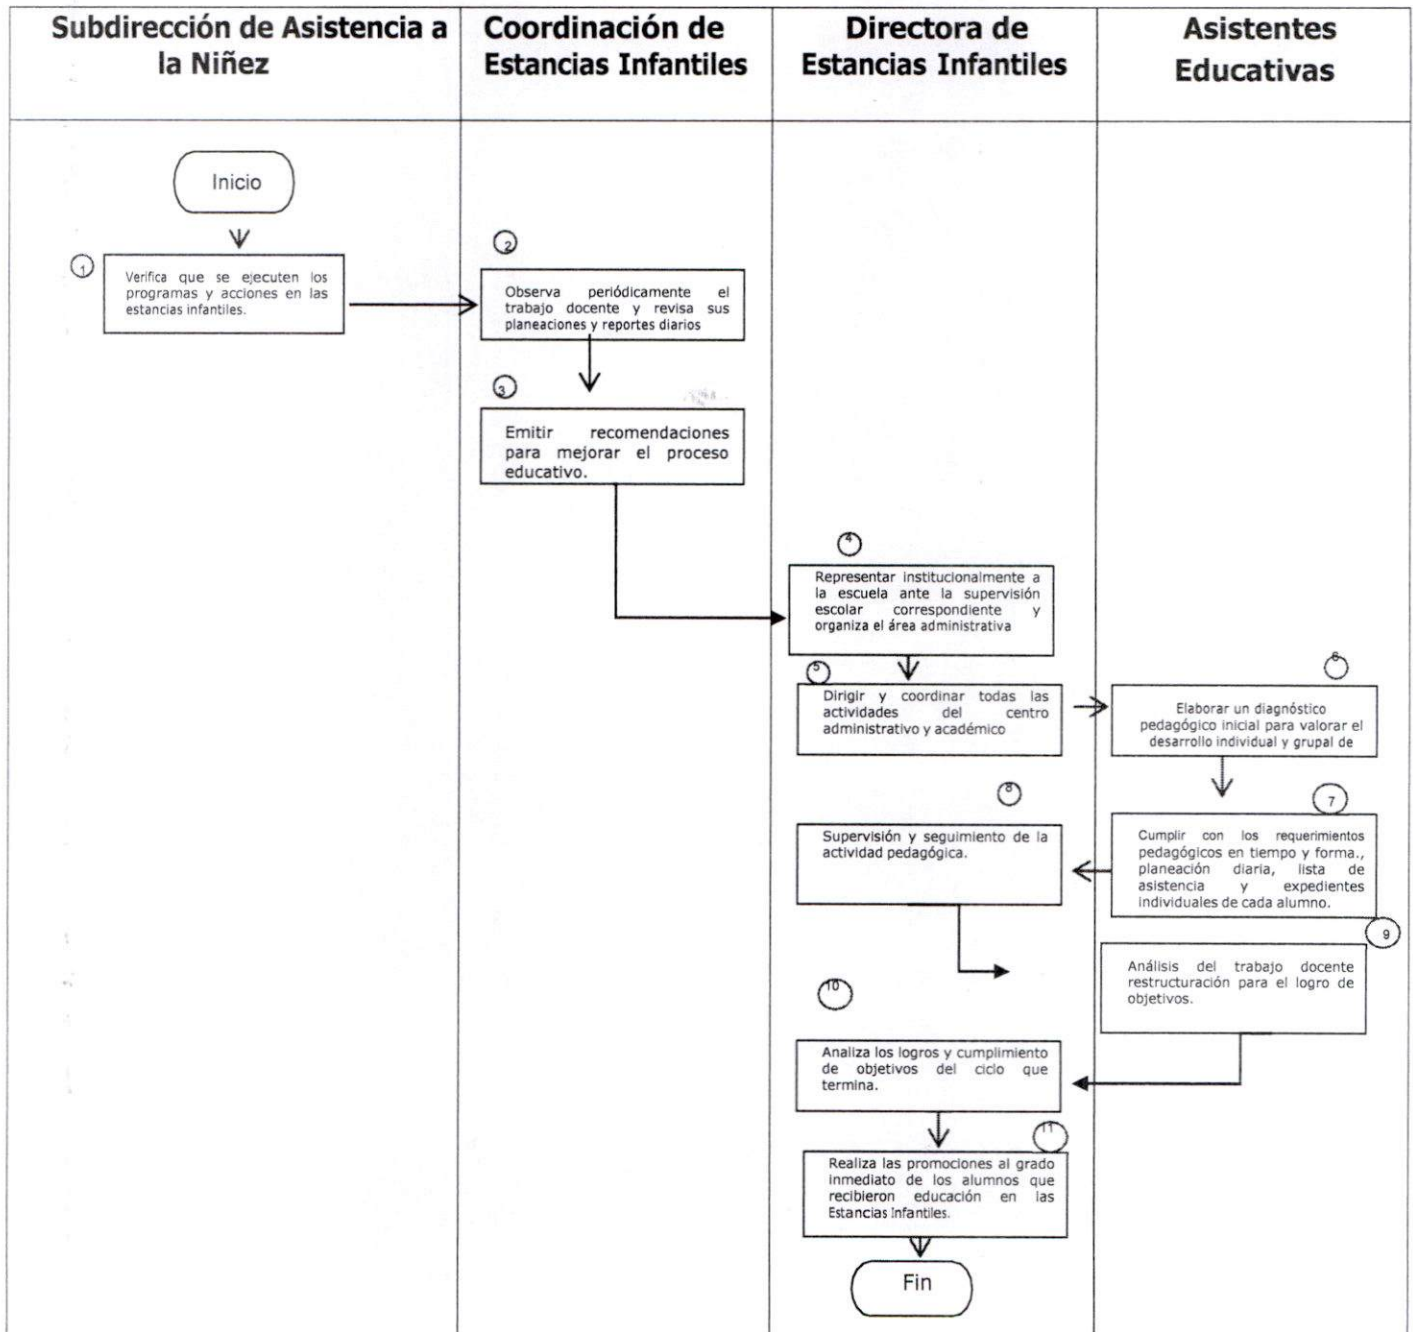 Subdirección de Asistencia a
la Niñez
Coordinación de
Estancias Infantiles
Directora de
Estancias Infantiles
Asistentes
Educativas
Inicio
1
Verifica que se ejecuten los
programas y acciones en las
estancias infantiles.
2
Observa periódicamente el
trabajo docente y revisa sus
planeaciones y reportes diarios
3
Emitir recomendaciones
para mejorar el proceso
educativo.
4
Representar institucionalmente a
la escuela ante la supervisión
escolar correspondiente y
organiza el área administrativa
5
Dirigir y coordinar todas las
actividades del centro
administrativo y académico
6
Elaborar un diagnóstico
pedagógico inicial para valorar el
desarrollo individual y grupal de
7
Cumplir con los requerimientos
pedagógicos en tiempo y forma.,
planeación diaria, lista de
asistencia y expedientes
individuales de cada alumno.
8
Supervisión y seguimiento de la
actividad pedagógica.
9
Análisis del trabajo docente
restructuración para el logro de
objetivos.
10
Analiza los logros y cumplimiento
de objetivos del ciclo que
termina.
11
Realiza las promociones al grado
inmediato de los alumnos que
recibieron educación en las
Estancias Infantiles.
Fin